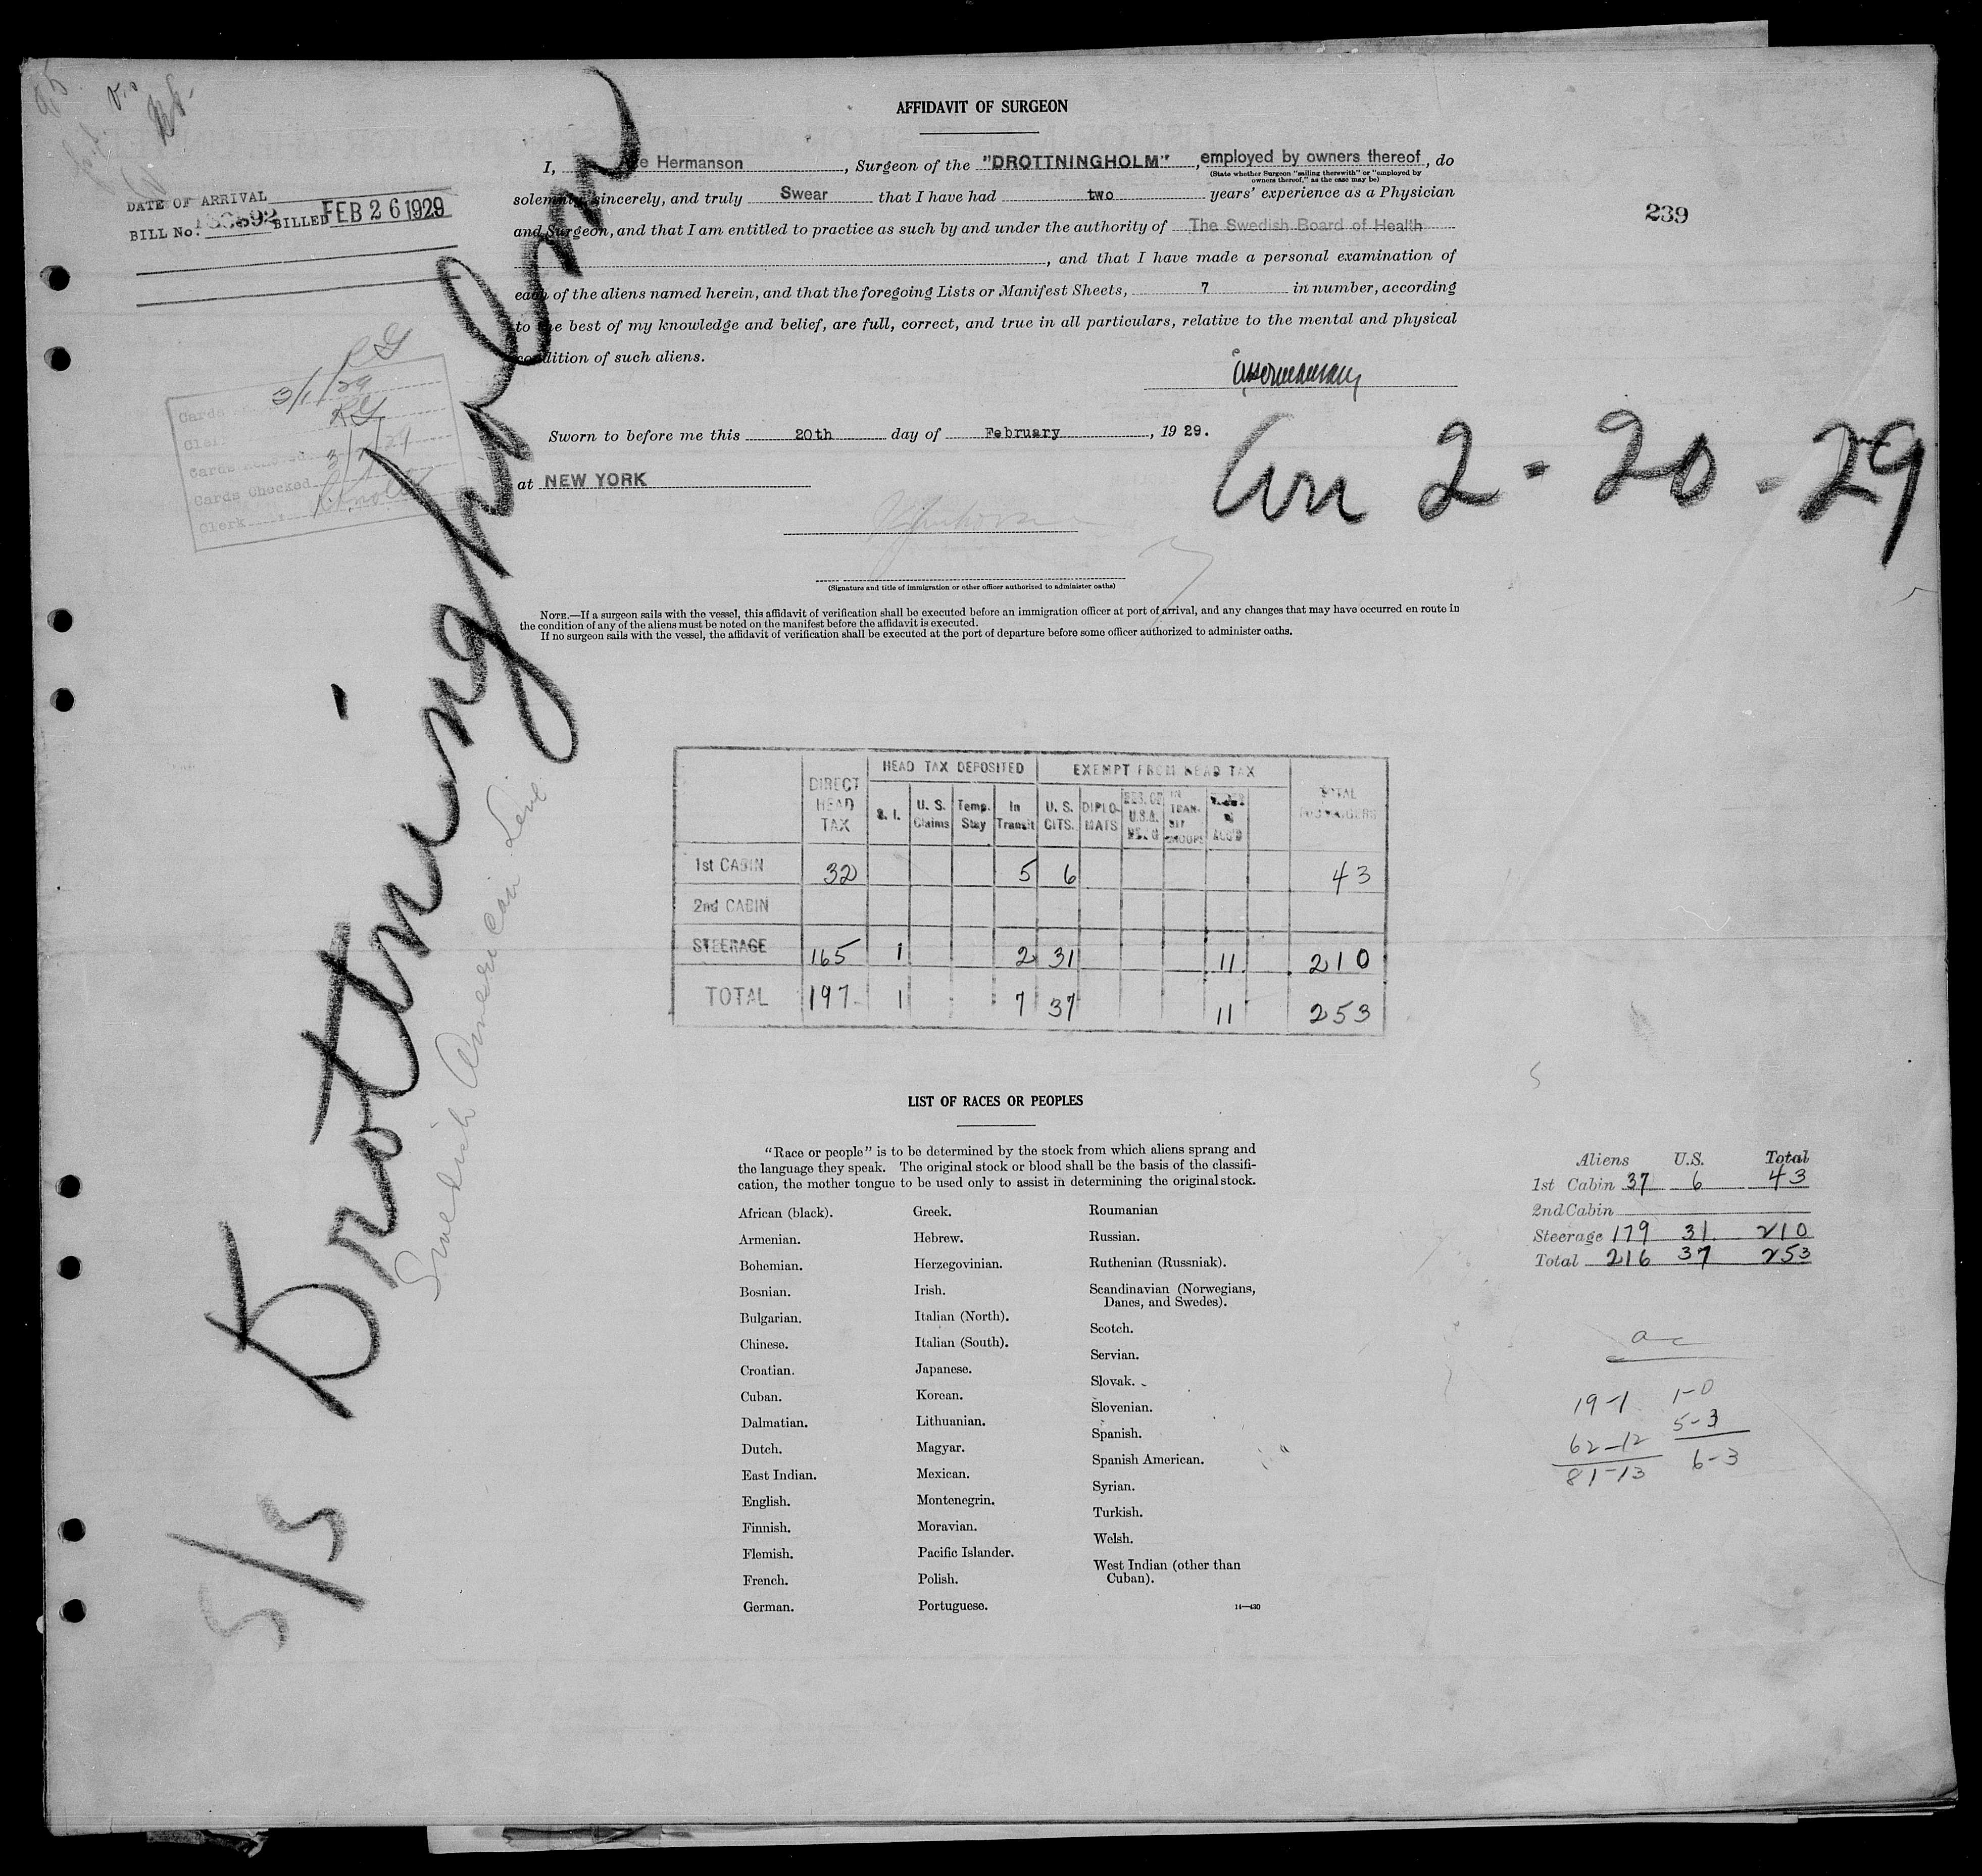 AFFIDAVIT OF SURGEON
I, Hermanson, Surgeon of the "DROTTNINGHOLM", employed by owners thereof, do
(State whether Surgeon "sailing therewith" or "employed by
owners thereof," as the case may be)
solemnly, sincerely, and truly Swear that I have had two years' experience as a Physician
and Surgeon, and that I am entitled to practice as such by and under the authority of The Swedish Board of Health
, and that I have made a personal examination of
each of the aliens named herein, and that the foregoing Lists or Manifest Sheets, 7 in number, according
to the best of my knowledge and belief, are full, correct, and true in all particulars, relative to the mental and physical
condition of such aliens.
DATE OF ARRIVAL
BILL No. BILLED FEB 26 1929
239
RG
3/1/29
RG
Cards Checked
Clerk
Sworn to before me this 20th day of February, 19 29.
at NEW YORK
Arr 2-20-29
(Signature and title of immigration or other officer authorized to administer oaths)
NOTE.—If a surgeon sails with the vessel, this affidavit of verification shall be executed before an immigration officer at port of arrival, and any changes that may have occurred en route in
the condition of any of the aliens must be noted on the manifest before the affidavit is executed.
If no surgeon sails with the vessel, the affidavit of verification shall be executed at the port of departure before some officer authorized to administer oaths.
S/S Drottningholm
Swedish American Line
DIRECT HEAD TAX HEAD TAX DEPOSITED EXEMPT FROM HEAD TAX TOTAL PASSENGERS
S. I. U. S. Claims Temp. Stay In Transit U. S. CITS. DIPLO-MATS RES. OF U.S.A. IN TRAN-SIT GROUPS
1st CABIN 32 5 6 43
2nd CABIN
STEERAGE 165 1 2 31 11 210
TOTAL 197 1 7 37 11 253
LIST OF RACES OR PEOPLES
"Race or people" is to be determined by the stock from which aliens sprang and
the language they speak. The original stock or blood shall be the basis of the classifi-
cation, the mother tongue to be used only to assist in determining the original stock.
African (black).
Armenian.
Bohemian.
Bosnian.
Bulgarian.
Chinese.
Croatian.
Cuban.
Dalmatian.
Dutch.
East Indian.
English.
Finnish.
Flemish.
French.
German.
Greek.
Hebrew.
Herzegovinian.
Irish.
Italian (North).
Italian (South).
Japanese.
Korean.
Lithuanian.
Magyar.
Mexican.
Montenegrin.
Moravian.
Pacific Islander.
Polish.
Portuguese.
Roumanian
Russian.
Ruthenian (Russniak).
Scandinavian (Norwegians,
Danes, and Swedes).
Scotch.
Servian.
Slovak.
Slovenian.
Spanish.
Spanish American.
Syrian.
Turkish.
Welsh.
West Indian (other than
Cuban).
14—430
Aliens U.S. Total
1st Cabin 37 6 43
2nd Cabin
Steerage 179 31 210
Total 216 37 253
19-1 1-0
62-12 5-3
81-13 6-3